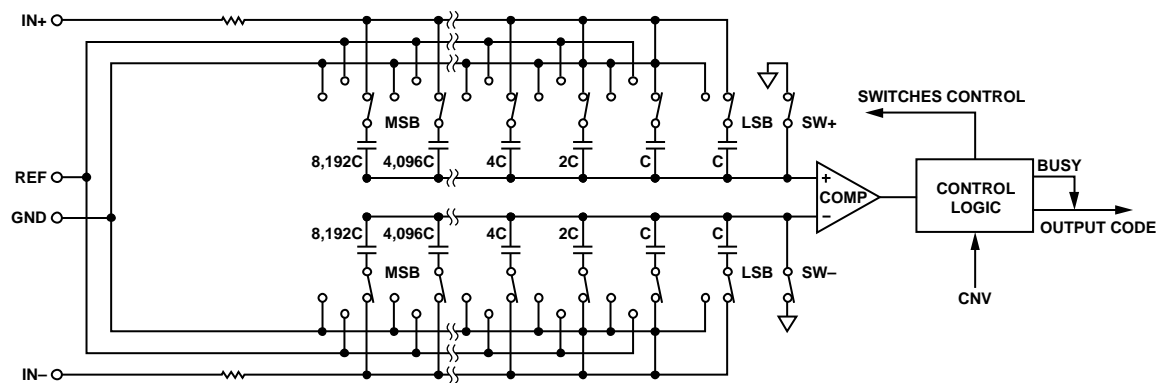 IN+
MSB
LSB
SW+
8,192C
4,096C
4C
2C
C
C
SWITCHES CONTROL
BUSY
REF
GND
+
COMP
–
CONTROL
LOGIC
OUTPUT CODE
CNV
8,192C
4,096C
4C
2C
C
C
MSB
LSB
SW–
IN–